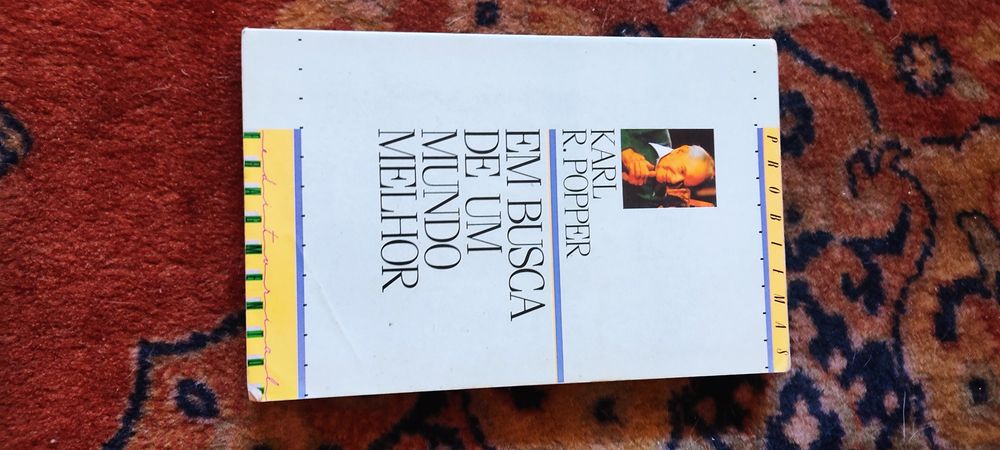 PROBLEMAS
KARL
R. POPPER
EM BUSCA
DE UM
MUNDO
MELHOR
editorial